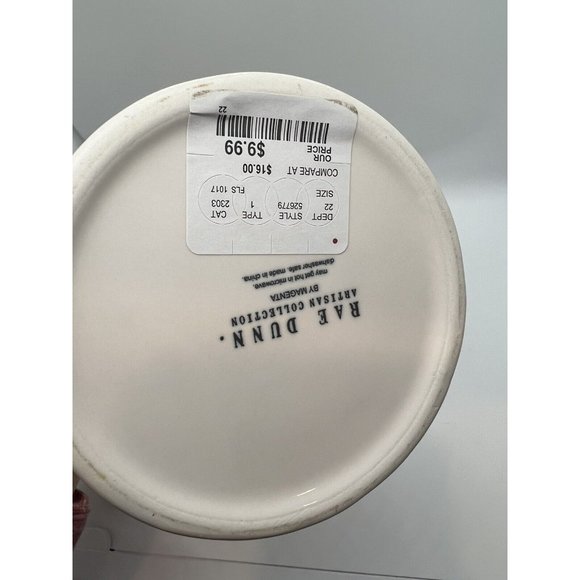 RAE DUNN.
ARTISAN COLLECTION
BY MAGENTA
may get hot in microwave.
dishwasher safe. made in china.
DEPT STYLE TYPE CAT
22 526779 1 2303
SIZE FLS 1017
COMPARE AT $16.00
OUR PRICE $9.99
22